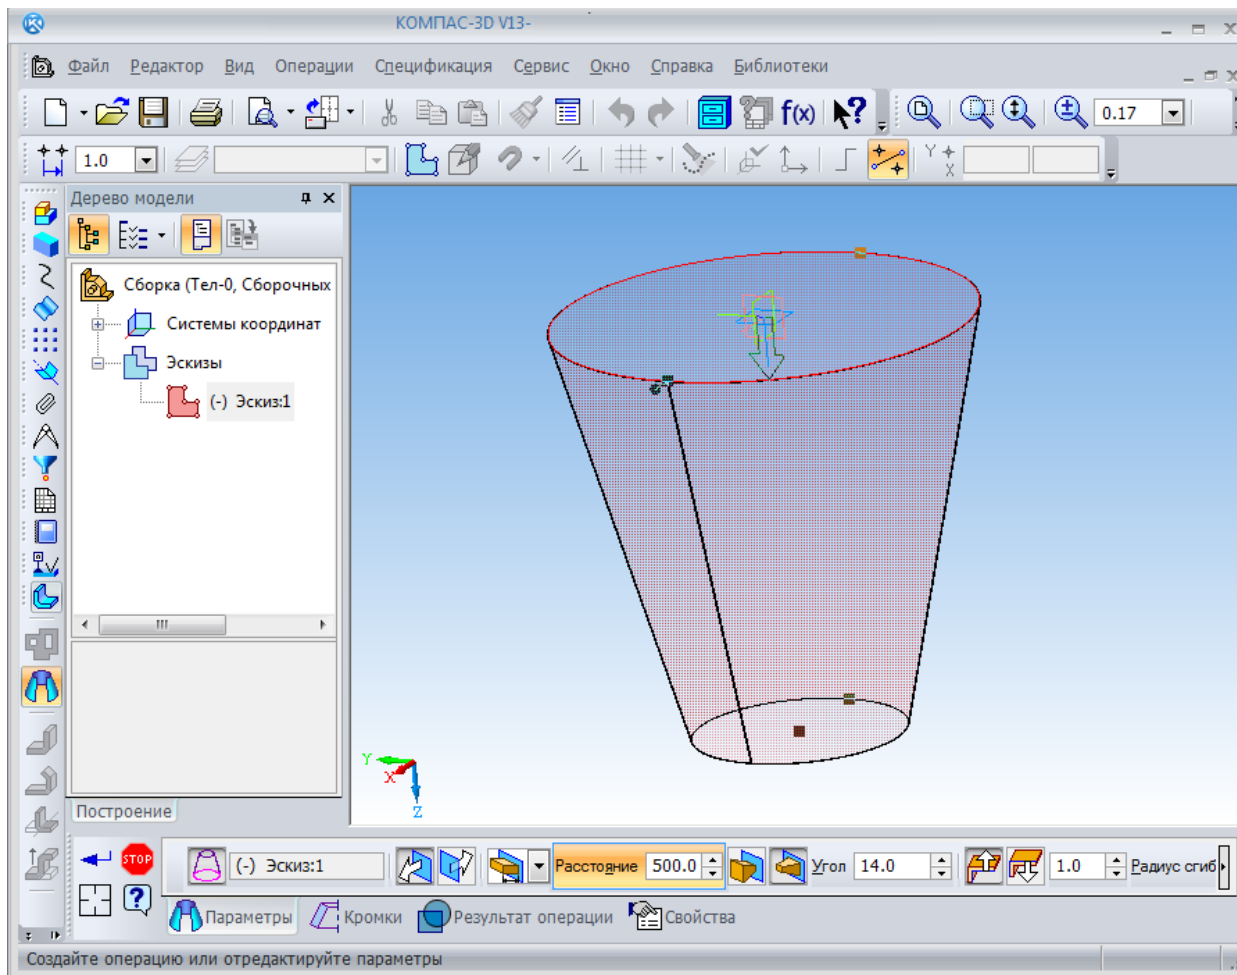 КОМПАС-3D V13-
Файл Редактор Вид Операции Спецификация Сервис Окно Справка Библиотеки
f(x) 0.17
1.0
Дерево модели
Сборка (Тел-0, Сборочных
Системы координат
Эскизы
(-) Эскиз:1
Построение
STOP (-) Эскиз:1 Расстояние 500.0 Угол 14.0 1.0 Радиус сгиб
Параметры Кромки Результат операции Свойства
Создайте операцию или отредактируйте параметры
Y X
Y
X
Z